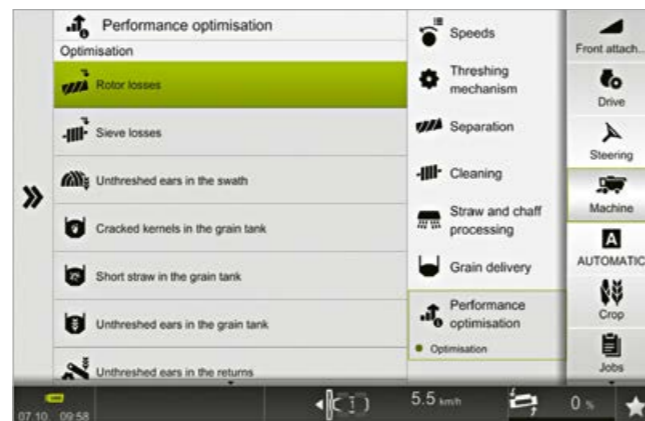 Performance optimisation
Optimisation
Rotor losses
Sieve losses
Unthreshed ears in the swath
Cracked kernels in the grain tank
Short straw in the grain tank
Unthreshed ears in the grain tank
Unthreshed ears in the returns
Speeds
Threshing
mechanism
Separation
Cleaning
Straw and chaff
processing
Grain delivery
Performance
optimisation
Optimisation
Front attach...
Drive
Steering
Machine
A
AUTOMATIC
Crop
Jobs
07.10. 09:58
5.5 km/h
0 %